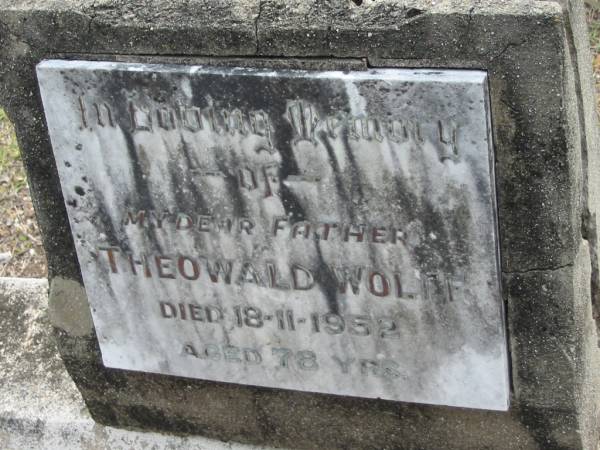 In Loving Memory
- OF -
MY DEAR FATHER
THEOWALD WOLFF
DIED 18-11-1952
AGED 78 YRS.